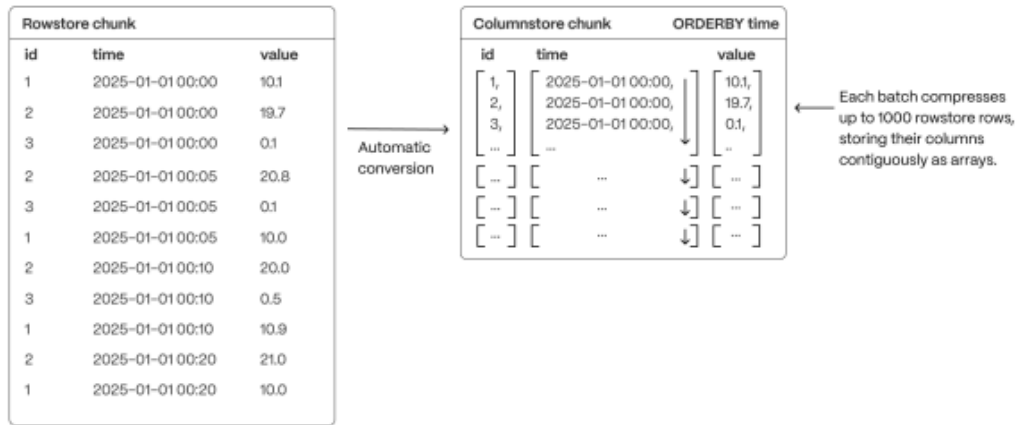 Rowstore chunk
id time value
1 2025-01-01 00:00 10.1
2 2025-01-01 00:00 19.7
3 2025-01-01 00:00 0.1
2 2025-01-01 00:05 20.8
3 2025-01-01 00:05 0.1
1 2025-01-01 00:05 10.0
2 2025-01-01 00:10 20.0
3 2025-01-01 00:10 0.5
1 2025-01-01 00:10 10.9
2 2025-01-01 00:20 21.0
1 2025-01-01 00:20 10.0
Automatic
conversion
Columnstore chunk ORDERBY time
id time value
[1, [2025-01-01 00:00, [10.1,
2, 2025-01-01 00:00, 19.7,
3, 2025-01-01 00:00, 0.1,
...] ... ↓] ..]
[...] [... ↓] [...]
[...] [... ↓] [...]
[...] [... ↓] [...]
Each batch compresses
up to 1000 rowstore rows,
storing their columns
contiguously as arrays.